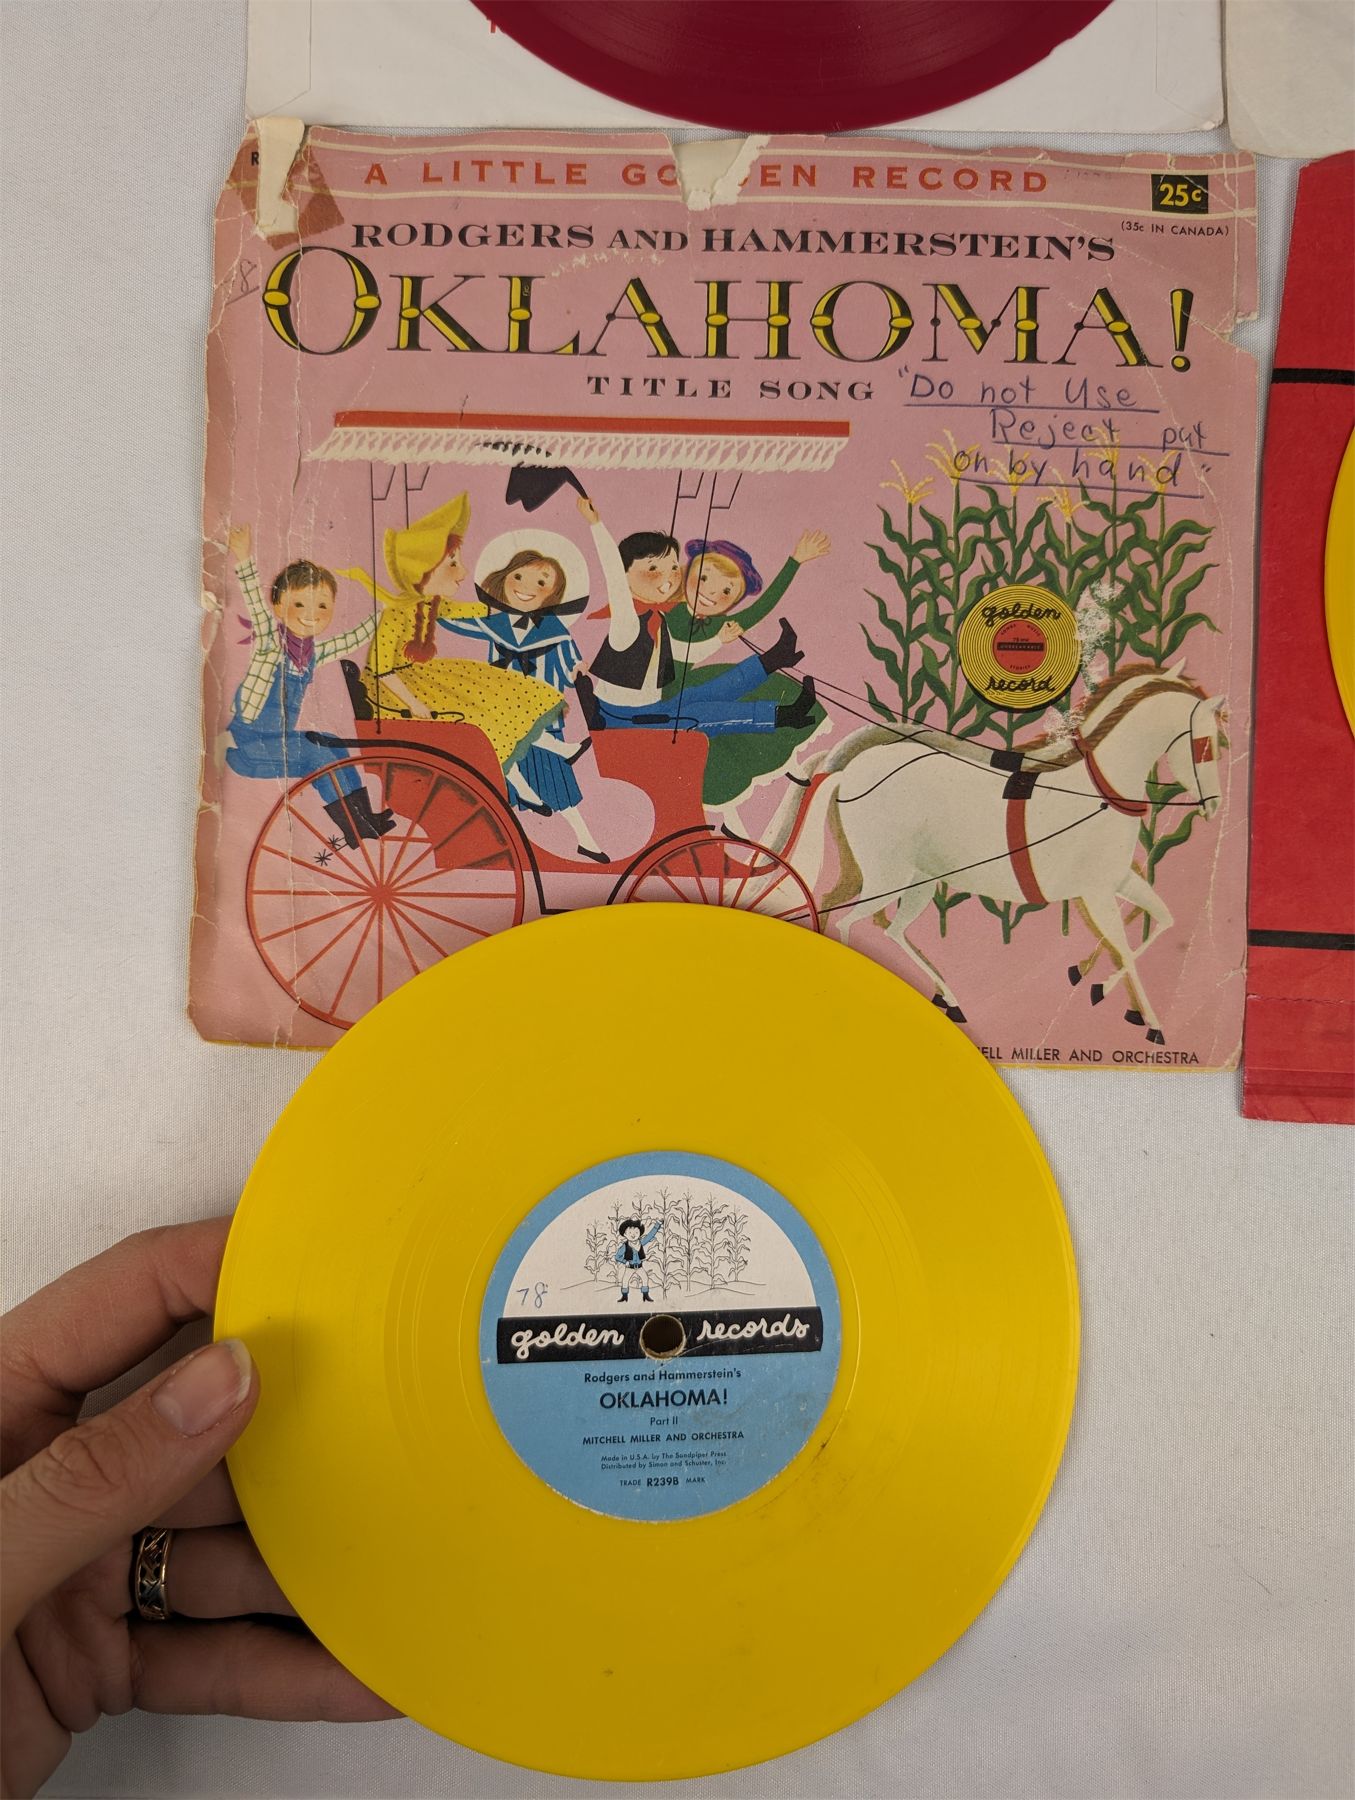 A LITTLE GO EN RECORD
25¢
(35¢ IN CANADA)
RODGERS AND HAMMERSTEIN'S
OKLAHOMA!
TITLE SONG
"Do not Use
Reject put
on by hand"
golden
78 RPM
UNBREAKABLE
STORIES
record
ELL MILLER AND ORCHESTRA
78
golden records
Rodgers and Hammerstein's
OKLAHOMA!
Part II
MITCHELL MILLER AND ORCHESTRA
Made in U.S.A. by The Sandpiper Press
Distributed by Simon and Schuster, Inc.
TRADE R239B MARK